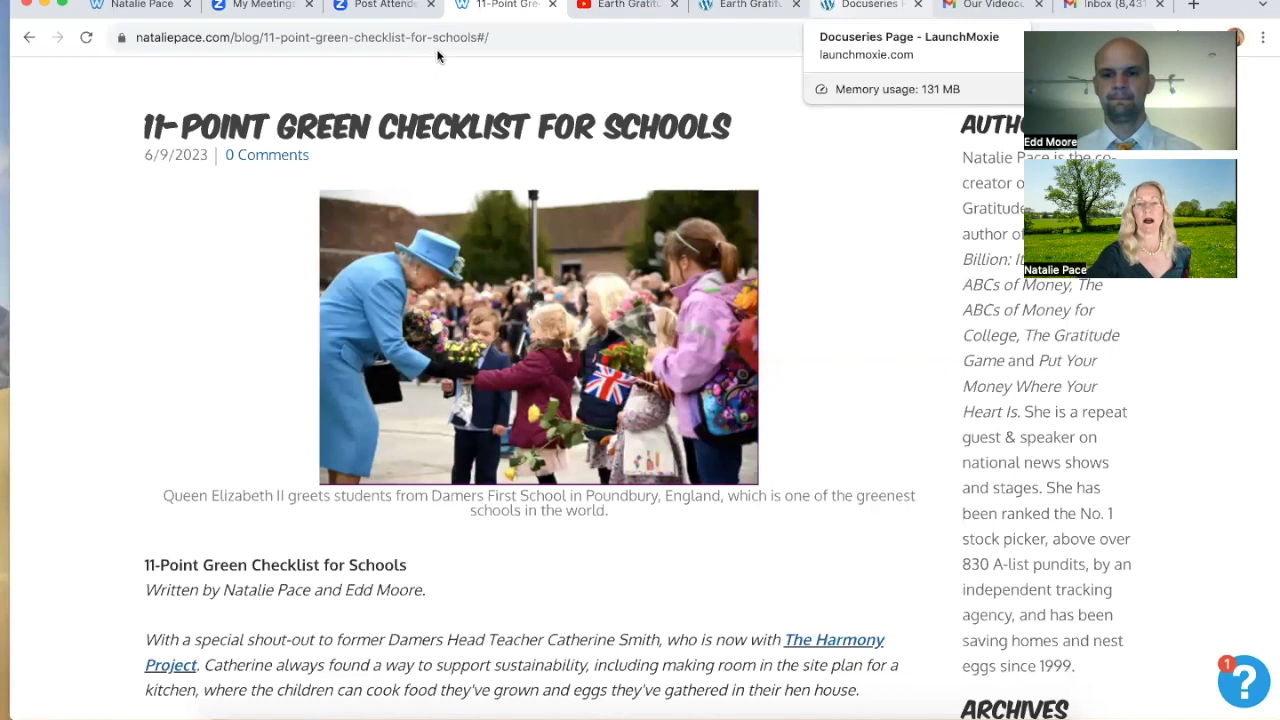 Natalie Pace
My Meetings
Post Attende
11-Point Gre
Earth Gratitu
Earth Gratitu
Docuseries P
Our Videoco
Inbox (8,431
nataliepace.com/blog/11-point-green-checklist-for-schools#/
Docuseries Page - LaunchMoxie
launchmoxie.com
Memory usage: 131 MB
Edd Moore
Natalie Pace
11-POINT GREEN CHECKLIST FOR SCHOOLS
6/9/2023 | 0 Comments
Queen Elizabeth II greets students from Damers First School in Poundbury, England, which is one of the greenest
schools in the world.
11-Point Green Checklist for Schools
Written by Natalie Pace and Edd Moore.
With a special shout-out to former Damers Head Teacher Catherine Smith, who is now with The Harmony
Project. Catherine always found a way to support sustainability, including making room in the site plan for a
kitchen, where the children can cook food they've grown and eggs they've gathered in their hen house.
Natalie Pace is the co-
creator o
Gratitude
author of
Billion:
ABCs of Money, The
ABCs of Money for
College, The Gratitude
Game and Put Your
Money Where Your
Heart Is. She is a repeat
guest & speaker on
national news shows
and stages. She has
been ranked the No. 1
stock picker, above over
830 A-list pundits, by an
independent tracking
agency, and has been
saving homes and nest
eggs since 1999.
ARCHIVES
1
?